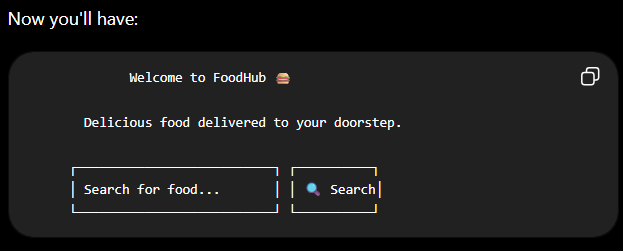 Now you'll have:
Welcome to FoodHub 🍔
Delicious food delivered to your doorstep.
Search for food... 🔍 Search